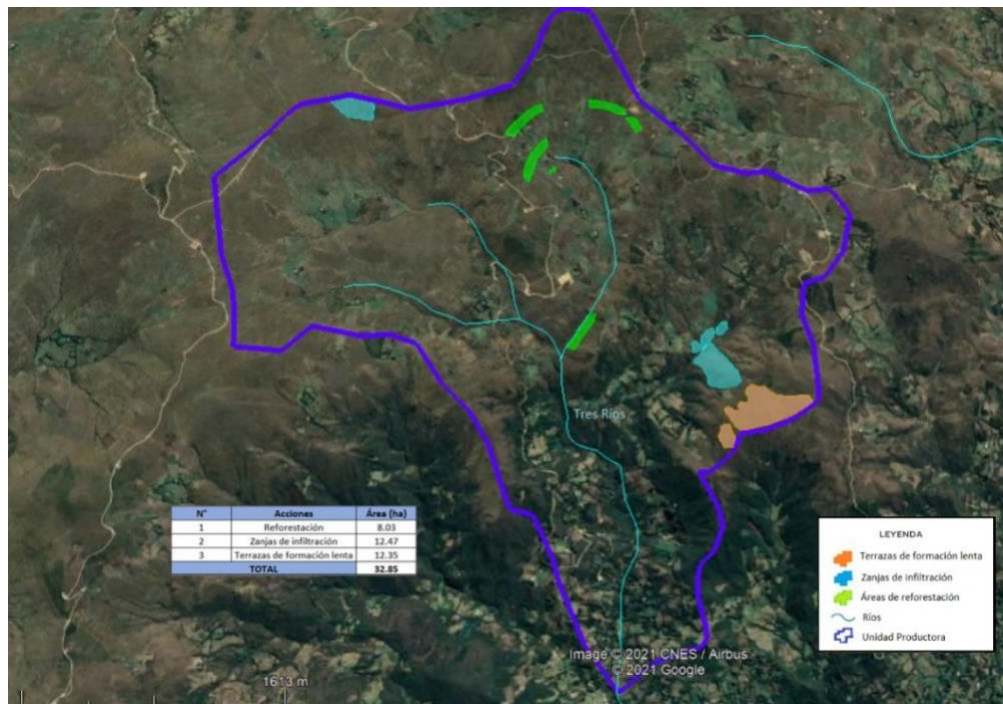 Tres Ríos
N° Acciones Área (ha)
1 Reforestación 8.03
2 Zanjas de infiltración 12.47
3 Terrazas de formación lenta 12.35
TOTAL 32.85
LEYENDA
Terrazas de formación lenta
Zanjas de infiltración
Áreas de reforestación
Ríos
Unidad Productora
Image © 2021 CNES / Airbus
© 2021 Google
1613 m